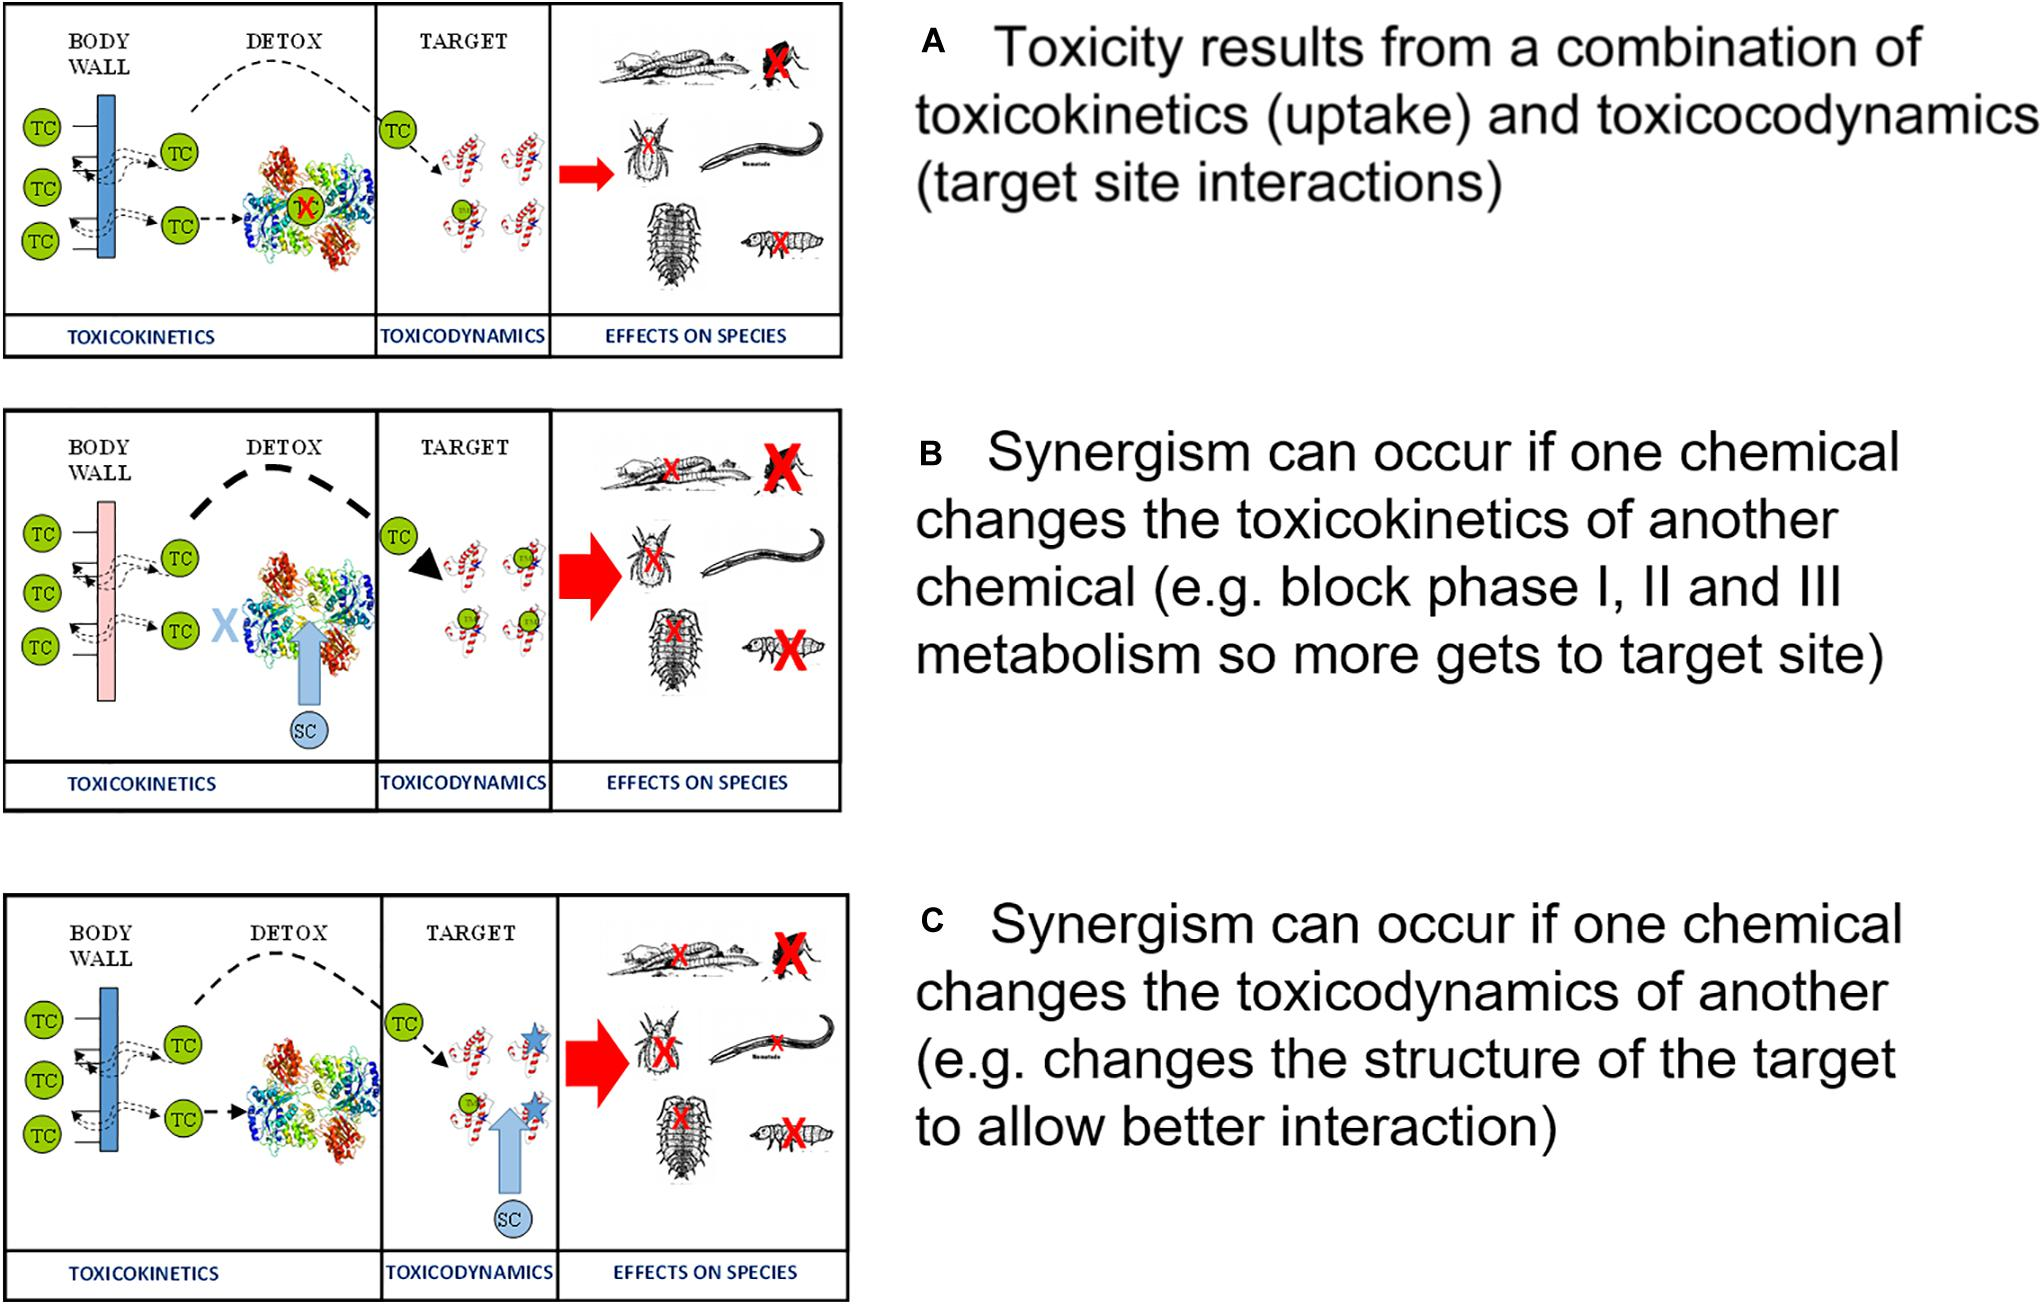 BODY
WALL
DETOX
TARGET
TC
TC
TC
TC
TC
TC
TC
X
Nematode
TOXICOKINETICS
TOXICODYNAMICS
EFFECTS ON SPECIES
A Toxicity results from a combination of
toxicokinetics (uptake) and toxicocodynamics
(target site interactions)
BODY
WALL
DETOX
TARGET
TC
TC
TC
TC
TC
TC
X
SC
TOXICOKINETICS
TOXICODYNAMICS
EFFECTS ON SPECIES
B Synergism can occur if one chemical
changes the toxicokinetics of another
chemical (e.g. block phase I, II and III
metabolism so more gets to target site)
BODY
WALL
DETOX
TARGET
TC
TC
TC
TC
TC
TC
SC
Nematode
TOXICOKINETICS
TOXICODYNAMICS
EFFECTS ON SPECIES
C Synergism can occur if one chemical
changes the toxicodynamics of another
(e.g. changes the structure of the target
to allow better interaction)